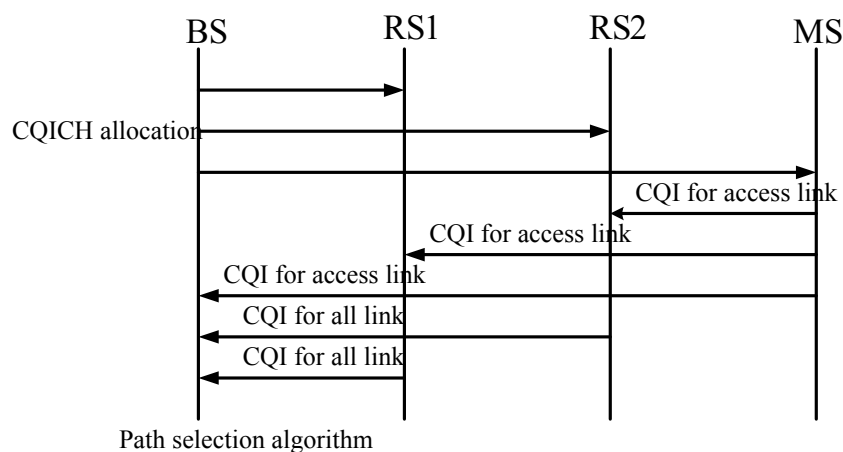 BS RS1 RS2 MS
CQICH allocation
CQI for access link
CQI for access link
CQI for access link
CQI for all link
CQI for all link
Path selection algorithm